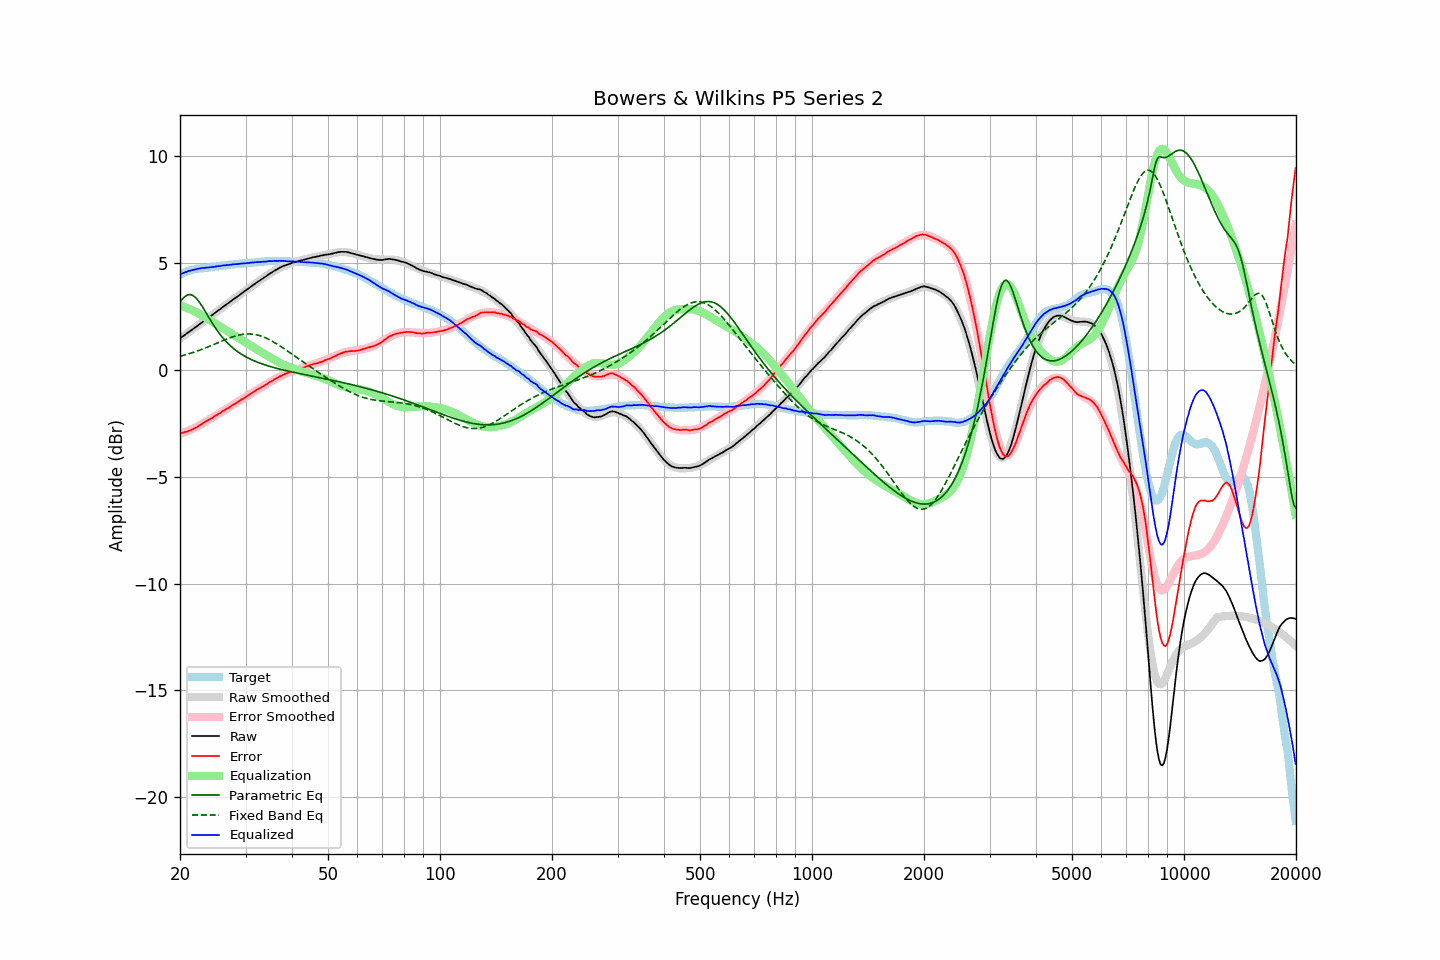 Bowers & Wilkins P5 Series 2
Amplitude (dBr)
10
5
0
−5
−10
−15
−20
Target
Raw Smoothed
Error Smoothed
Raw
Error
Equalization
Parametric Eq
Fixed Band Eq
Equalized
20 50 100 200 500 1000 2000 5000 10000 20000
Frequency (Hz)